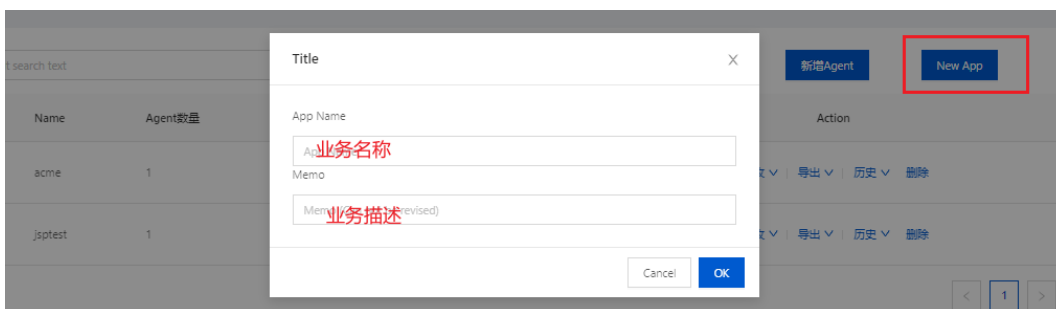 t search text
Title
X
新增Agent
New App
Name
Agent数量
Action
App Name
业务名称
Memo
业务描述
revised)
acme
1
导出
历史
删除
jsptest
1
导出
历史
删除
Cancel
OK
<
1
>